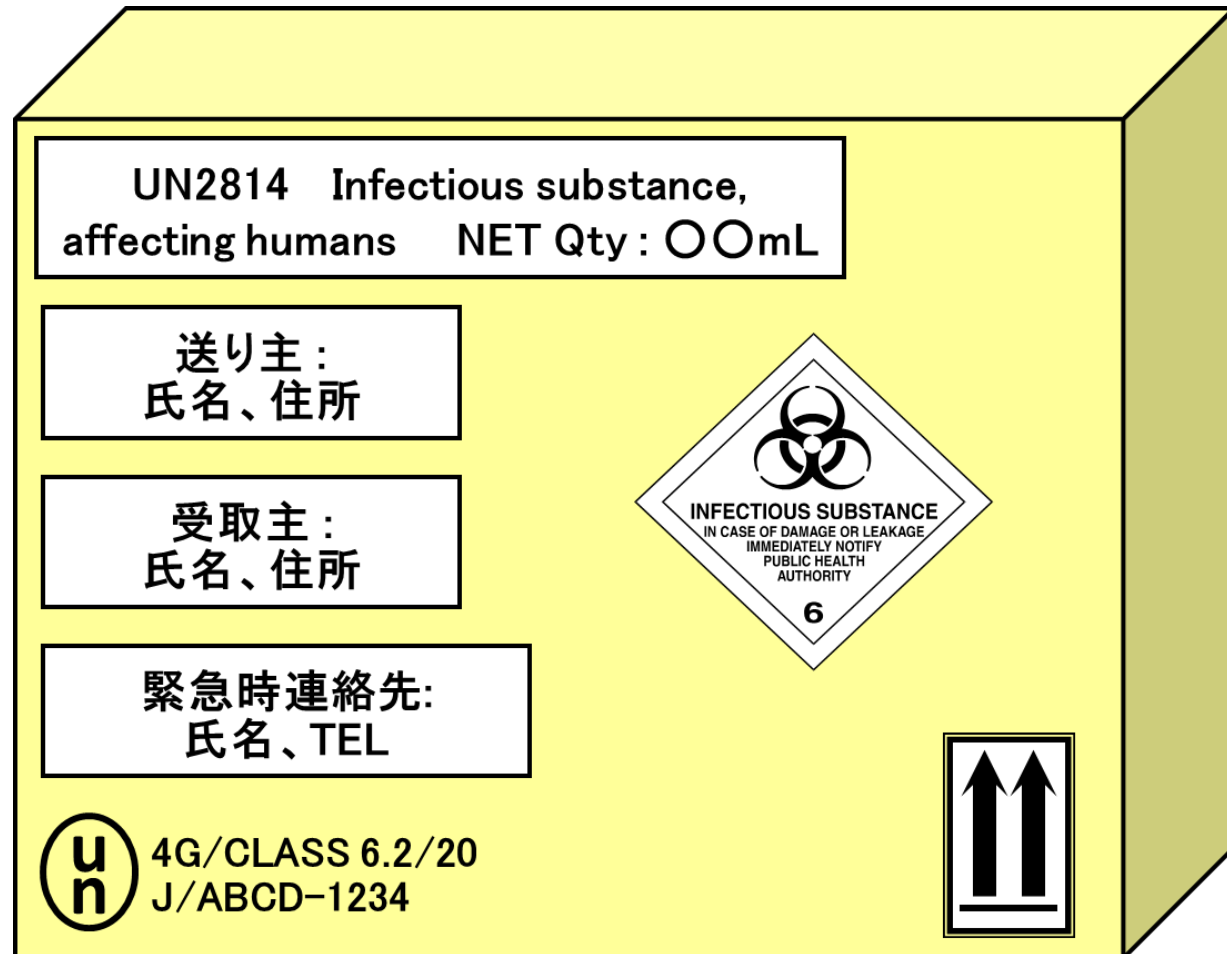 UN2814　Infectious substance,
affecting humans　NET Qty : 〇〇mL
送り主 :
氏名、住所
受取主 :
氏名、住所
緊急時連絡先:
氏名、TEL
INFECTIOUS SUBSTANCE
IN CASE OF DAMAGE OR LEAKAGE
IMMEDIATELY NOTIFY
PUBLIC HEALTH
AUTHORITY
6
u
n
4G/CLASS 6.2/20
J/ABCD-1234